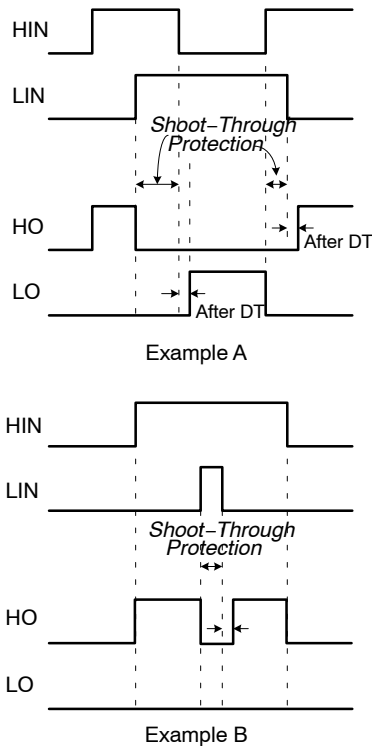 HIN
LIN
Shoot−Through
Protection
HO
After DT
LO
After DT
Example A
HIN
LIN
Shoot−Through
Protection
HO
LO
Example B